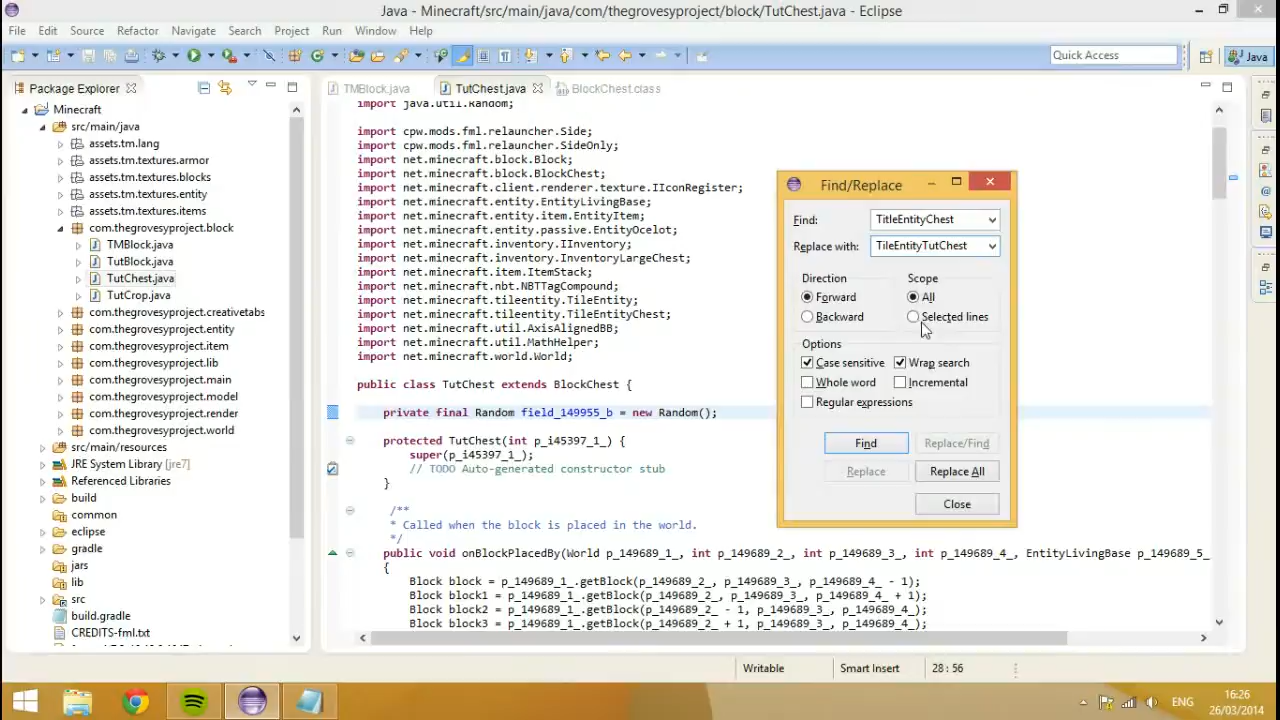 Java - Minecraft/src/main/java/com/thegrovesyproject/block/TutChest.java - Eclipse
File Edit Source Refactor Navigate Search Project Run Window Help
Quick Access
Java
Package Explorer
Minecraft
src/main/java
assets.tm.lang
assets.tm.textures.armor
assets.tm.textures.blocks
assets.tm.textures.entity
assets.tm.textures.items
com.thegrovesyproject.block
TMBlock.java
TutBlock.java
TutChest.java
TutCrop.java
com.thegrovesyproject.creativetabs
com.thegrovesyproject.entity
com.thegrovesyproject.item
com.thegrovesyproject.lib
com.thegrovesyproject.main
com.thegrovesyproject.model
com.thegrovesyproject.render
com.thegrovesyproject.world
src/main/resources
JRE System Library [jre7]
Referenced Libraries
build
common
eclipse
gradle
jars
lib
src
build.gradle
CREDITS-fml.txt
TMBlock.java TutChest.java BlockChest.class
import java.util.Random;
import cpw.mods.fml.relauncher.Side;
import cpw.mods.fml.relauncher.SideOnly;
import net.minecraft.block.Block;
import net.minecraft.block.BlockChest;
import net.minecraft.client.renderer.texture.IIconRegister;
import net.minecraft.entity.EntityLivingBase;
import net.minecraft.entity.item.EntityItem;
import net.minecraft.entity.passive.EntityOcelot;
import net.minecraft.inventory.IInventory;
import net.minecraft.inventory.InventoryLargeChest;
import net.minecraft.item.ItemStack;
import net.minecraft.nbt.NBTTagCompound;
import net.minecraft.tileentity.TileEntity;
import net.minecraft.tileentity.TileEntityChest;
import net.minecraft.util.AxisAlignedBB;
import net.minecraft.util.MathHelper;
import net.minecraft.world.World;
public class TutChest extends BlockChest {
private final Random field_149955_b = new Random();
protected TutChest(int p_i45397_1_) {
super(p_i45397_1_);
// TODO Auto-generated constructor stub
}
/**
* Called when the block is placed in the world.
*/
public void onBlockPlacedBy(World p_149689_1_, int p_149689_2_, int p_149689_3_, int p_149689_4_, EntityLivingBase p_149689_5_
{
Block block = p_149689_1_.getBlock(p_149689_2_, p_149689_3_, p_149689_4_ - 1);
Block block1 = p_149689_1_.getBlock(p_149689_2_, p_149689_3_, p_149689_4_ + 1);
Block block2 = p_149689_1_.getBlock(p_149689_2_ - 1, p_149689_3_, p_149689_4_);
Block block3 = p_149689_1_.getBlock(p_149689_2_ + 1, p_149689_3_, p_149689_4_);
Find/Replace
Find: TitleEntityChest
Replace with: TileEntityTutChest
Direction Scope
Forward All
Backward Selected lines
Options
Case sensitive Wrap search
Whole word Incremental
Regular expressions
Find Replace/Find
Replace Replace All
Close
Writable Smart Insert 28 : 56
ENG
16:26
26/03/2014